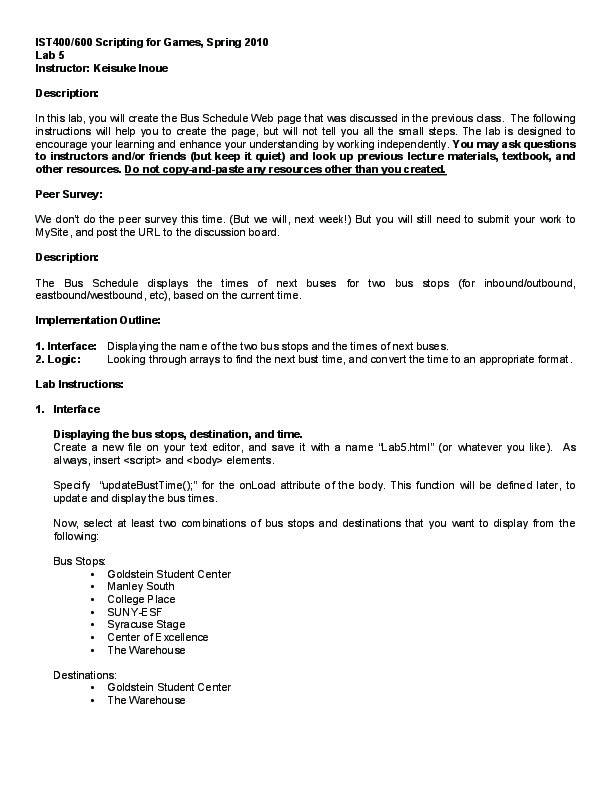 IST400/600 Scripting for Games, Spring 2010
Lab 5
Instructor: Keisuke Inoue
Description:
In this lab, you will create the Bus Schedule Web page that was discussed in the previous class. The following
instructions will help you to create the page, but will not tell you all the small steps. The lab is designed to
encourage your learning and enhance your understanding by working independently. You may ask questions
to instructors and/or friends (but keep it quiet) and look up previous lecture materials, textbook, and
other resources. Do not copy-and-paste any resources other than you created.
Peer Survey:
We don't do the peer survey this time. (But we will, next week!) But you will still need to submit your work to
MySite, and post the URL to the discussion board.
Description:
The Bus Schedule displays the times of next buses for two bus stops (for inbound/outbound,
eastbound/westbound, etc), based on the current time.
Implementation Outline:
1. Interface: Displaying the name of the two bus stops and the times of next buses.
2. Logic: Looking through arrays to find the next bust time, and convert the time to an appropriate format.
Lab Instructions:
1. Interface
Displaying the bus stops, destination, and time.
Create a new file on your text editor, and save it with a name “Lab5.html” (or whatever you like). As
always, insert <script> and <body> elements.
Specify “updateBustTime();” for the onLoad attribute of the body. This function will be defined later, to
update and display the bus times.
Now, select at least two combinations of bus stops and destinations that you want to display from the
following:
Bus Stops:
• Goldstein Student Center
• Manley South
• College Place
• SUNY-ESF
• Syracuse Stage
• Center of Excellence
• The Warehouse
Destinations:
• Goldstein Student Center
• The Warehouse